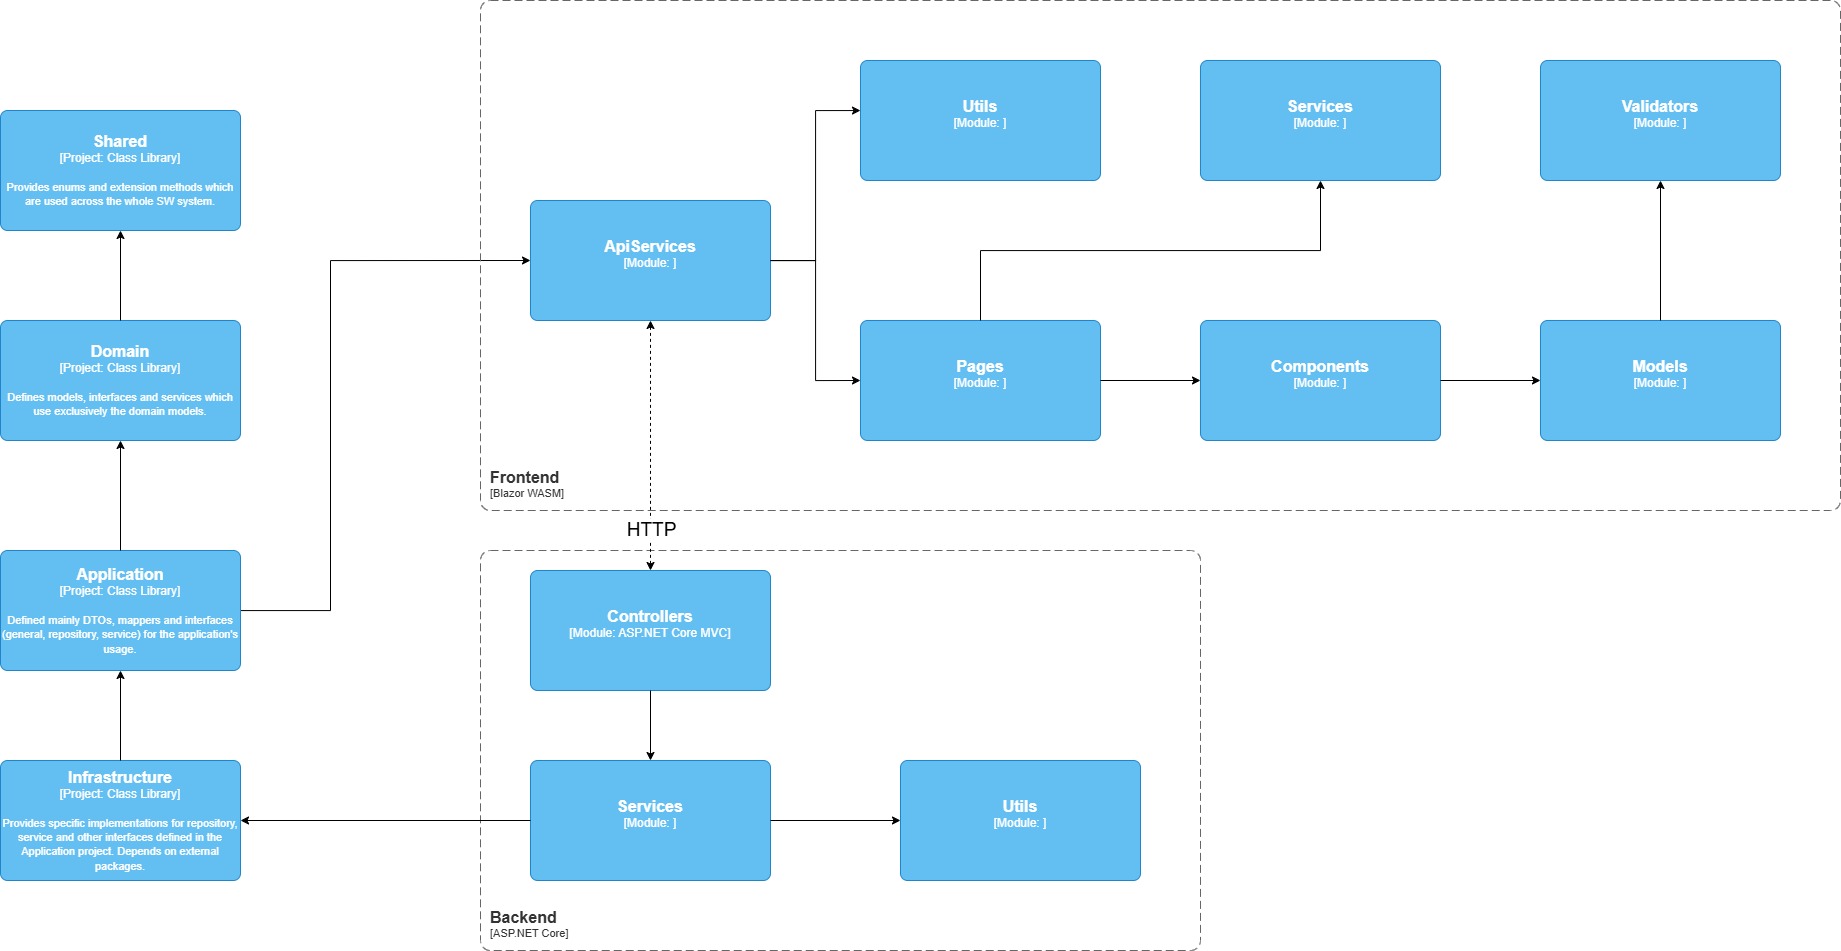 Shared
[Project: Class Library]
Provides enums and extension methods which
are used across the whole SW system.
Domain
[Project: Class Library]
Defines models, interfaces and services which
use exclusively the domain models.
Application
[Project: Class Library]
Defined mainly DTOs, mappers and interfaces
(general, repository, service) for the application's
usage.
Infrastructure
[Project: Class Library]
Provides specific implementations for repository,
service and other interfaces defined in the
Application project. Depends on external
packages.
Utils
[Module: ]
Services
[Module: ]
Validators
[Module: ]
ApiServices
[Module: ]
Pages
[Module: ]
Components
[Module: ]
Models
[Module: ]
Frontend
[Blazor WASM]
HTTP
Controllers
[Module: ASP.NET Core MVC]
Services
[Module: ]
Utils
[Module: ]
Backend
[ASP.NET Core]